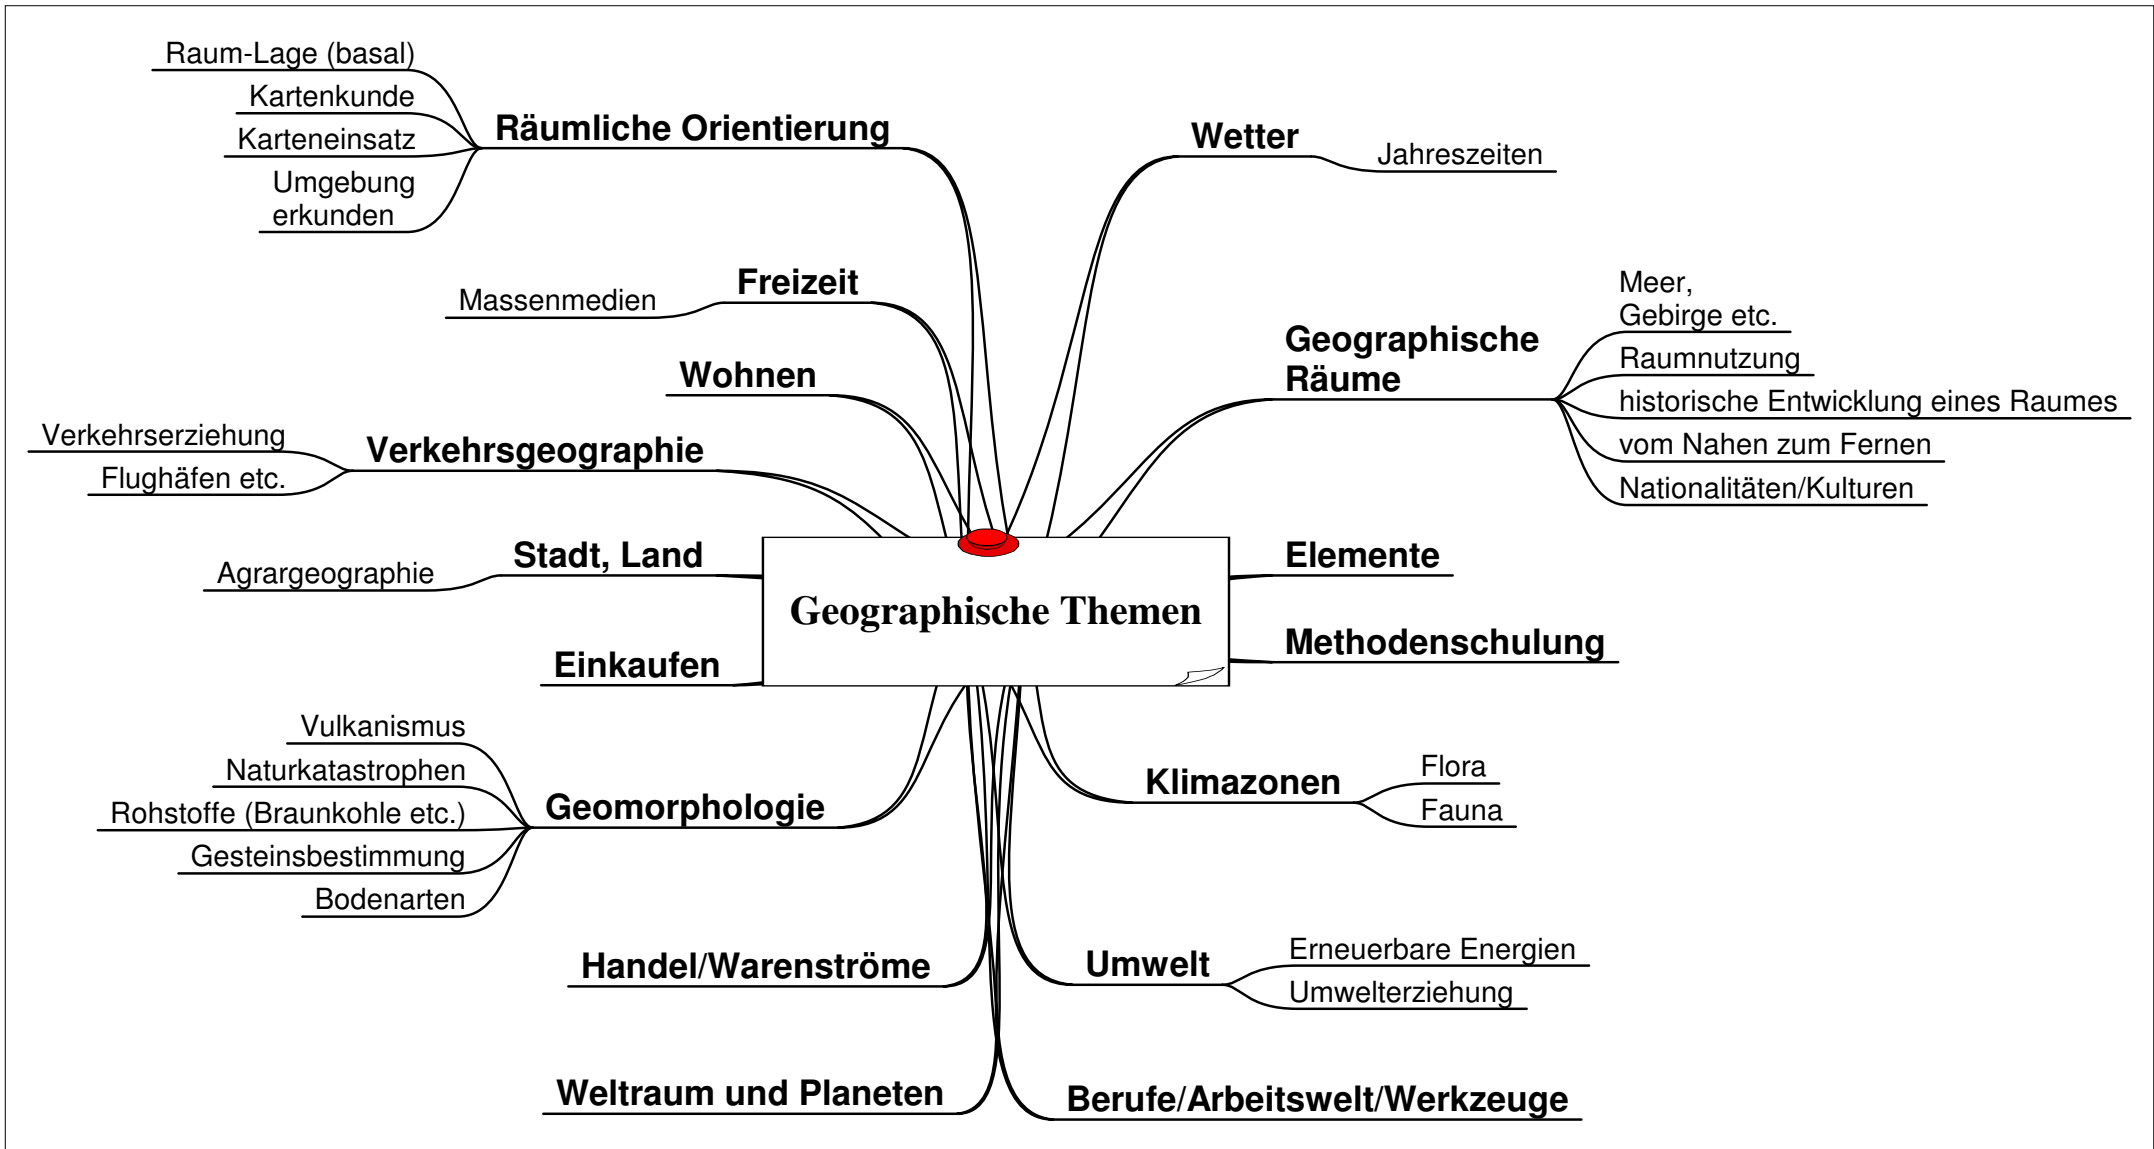 Geographische Themen
Räumliche Orientierung
Raum-Lage (basal)
Kartenkunde
Karteneinsatz
Umgebung
erkunden
Freizeit
Massenmedien
Wohnen
Verkehrsgeographie
Verkehrserziehung
Flughäfen etc.
Stadt, Land
Agrargeographie
Einkaufen
Geomorphologie
Vulkanismus
Naturkatastrophen
Rohstoffe (Braunkohle etc.)
Gesteinsbestimmung
Bodenarten
Handel/Warenströme
Weltraum und Planeten
Wetter
Jahreszeiten
Geographische
Räume
Meer,
Gebirge etc.
Raumnutzung
historische Entwicklung eines Raumes
vom Nahen zum Fernen
Nationalitäten/Kulturen
Elemente
Methodenschulung
Klimazonen
Flora
Fauna
Umwelt
Erneuerbare Energien
Umwelterziehung
Berufe/Arbeitswelt/Werkzeuge